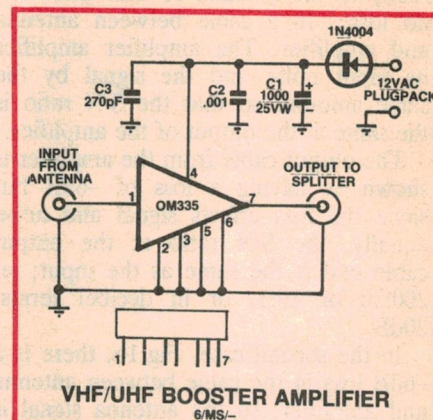 1N4004
C3
270pF
C2
.001
C1
1000
25VW
+
12VAC
PLUGPACK
INPUT
FROM
ANTENNA
OUTPUT TO
SPLITTER
4
1
OM335
7
2
3
5
6
1
7
VHF/UHF BOOSTER AMPLIFIER
6/MS/–